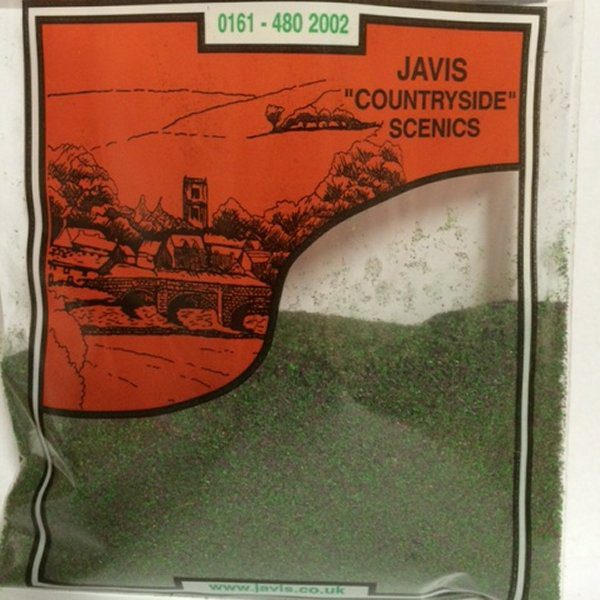 0161 - 480 2002
JAVIS
"COUNTRYSIDE"
SCENICS
www.javis.co.uk